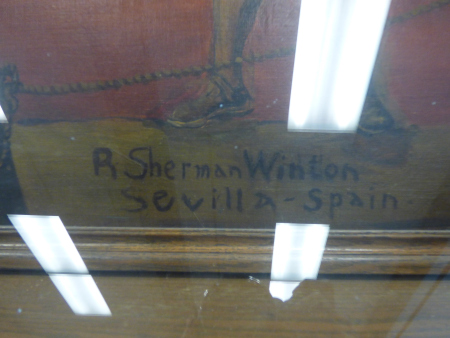 R Sherman Winton
Sevilla - Spain.